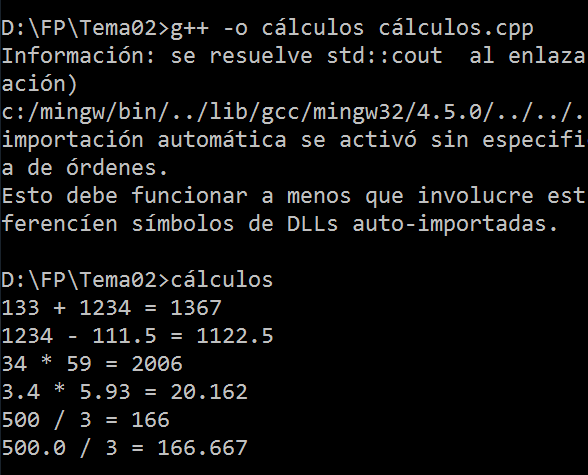 D:\FP\Tema02>g++ -o cálculos cálculos.cpp
Información: se resuelve std::cout  al enlaza
ación)
c:/mingw/bin/../lib/gcc/mingw32/4.5.0/../../.
importación automática se activó sin especifi
a de órdenes.
Esto debe funcionar a menos que involucre est
ferencíen símbolos de DLLs auto-importadas.
D:\FP\Tema02>cálculos
133 + 1234 = 1367
1234 - 111.5 = 1122.5
34 * 59 = 2006
3.4 * 5.93 = 20.162
500 / 3 = 166
500.0 / 3 = 166.667